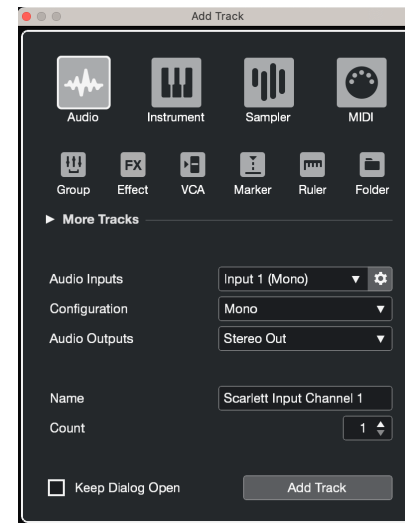 Add Track
Audio Instrument Sampler MIDI
FX
Group Effect VCA Marker Ruler Folder
More Tracks
Audio Inputs Input 1 (Mono)
Configuration Mono
Audio Outputs Stereo Out
Name Scarlett Input Channel 1
Count 1
Keep Dialog Open Add Track